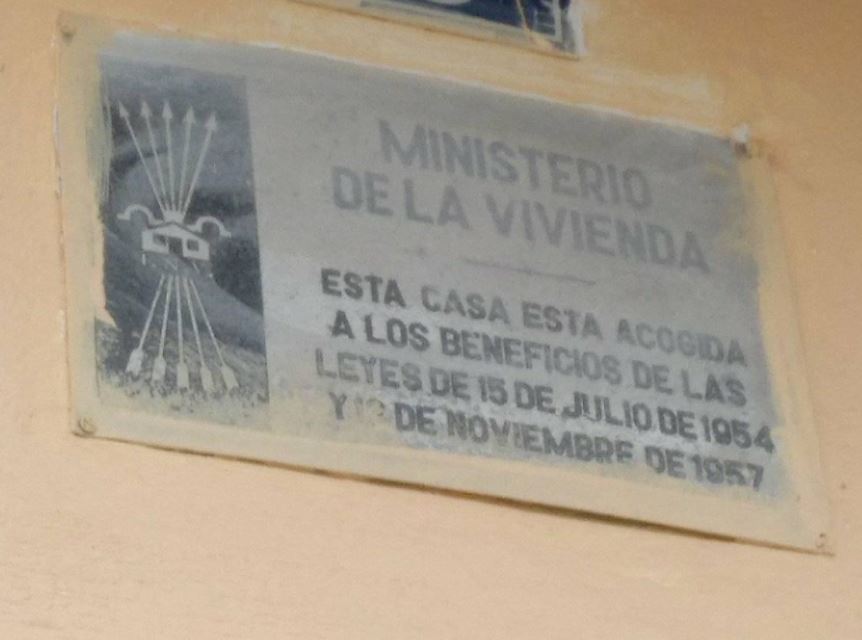 MINISTERIO
DE LA VIVIENDA
ESTA CASA ESTA ACOGIDA
A LOS BENEFICIOS DE LAS
LEYES DE 15 DE JULIO DE 1954
Y DE NOVIEMBRE DE 1957